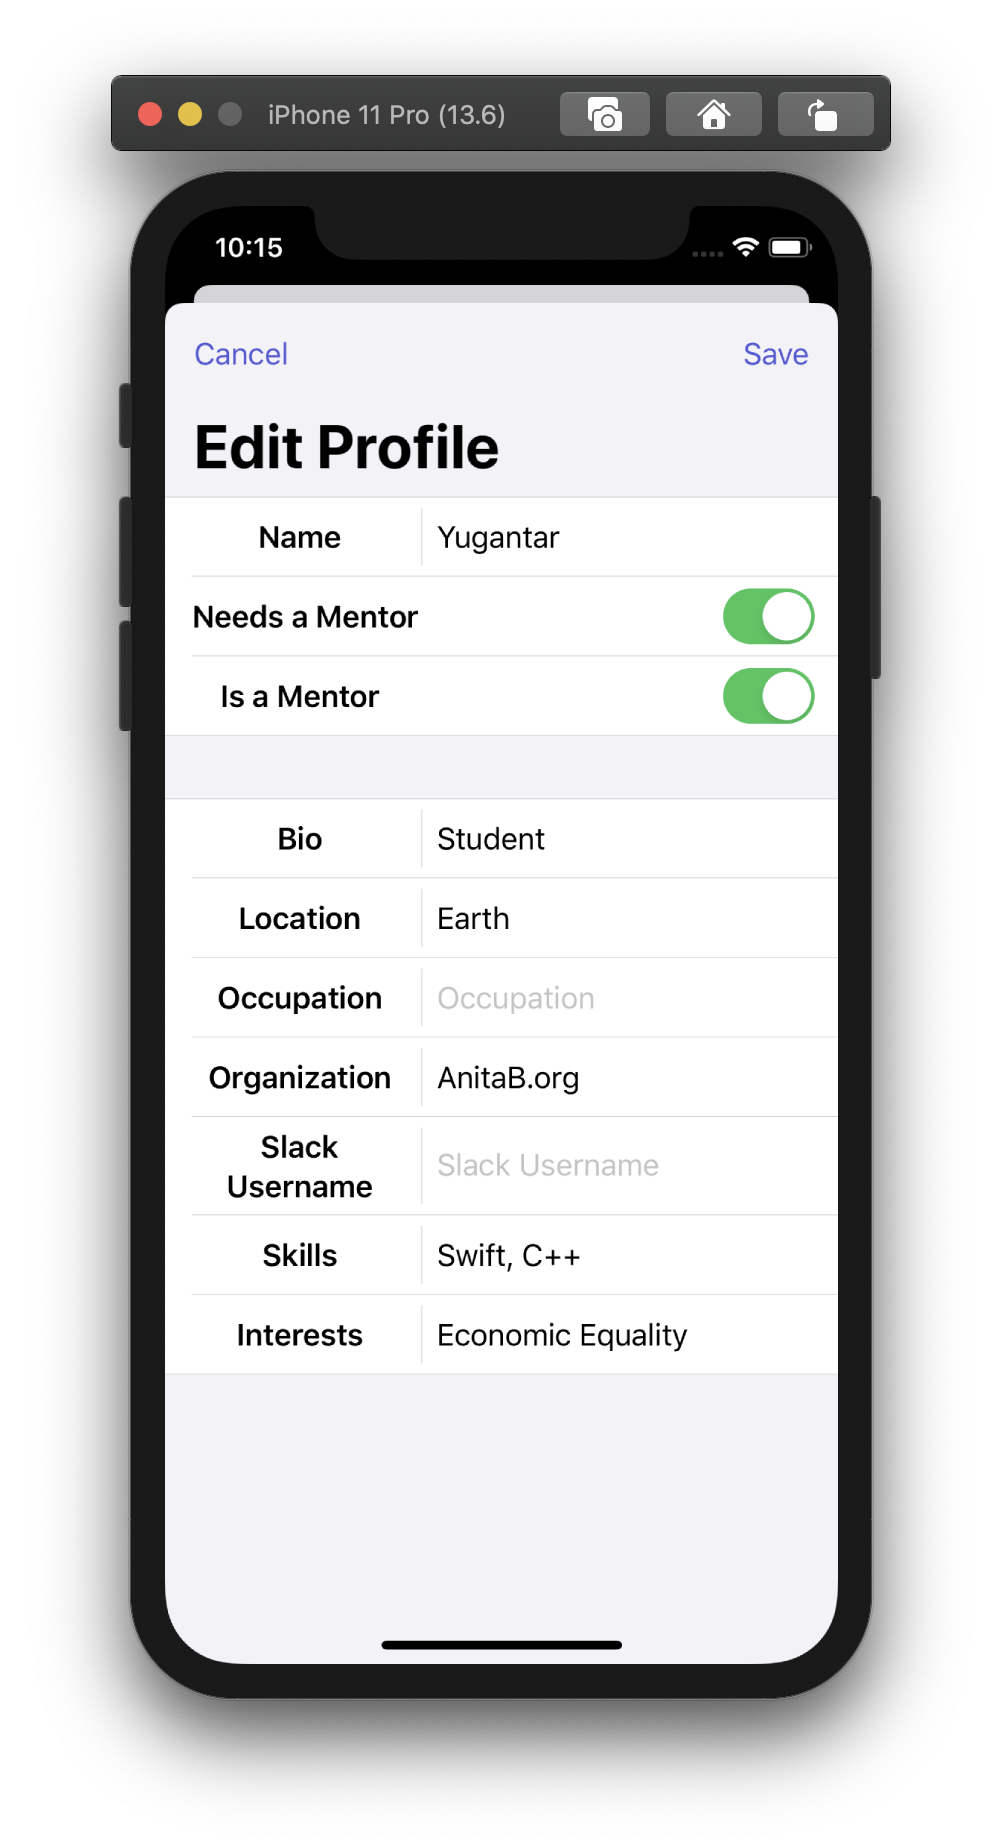 iPhone 11 Pro (13.6)
10:15
Cancel
Save
Edit Profile
Name
Yugantar
Needs a Mentor
Is a Mentor
Bio
Student
Location
Earth
Occupation
Occupation
Organization
AnitaB.org
Slack
Username
Slack Username
Skills
Swift, C++
Interests
Economic Equality